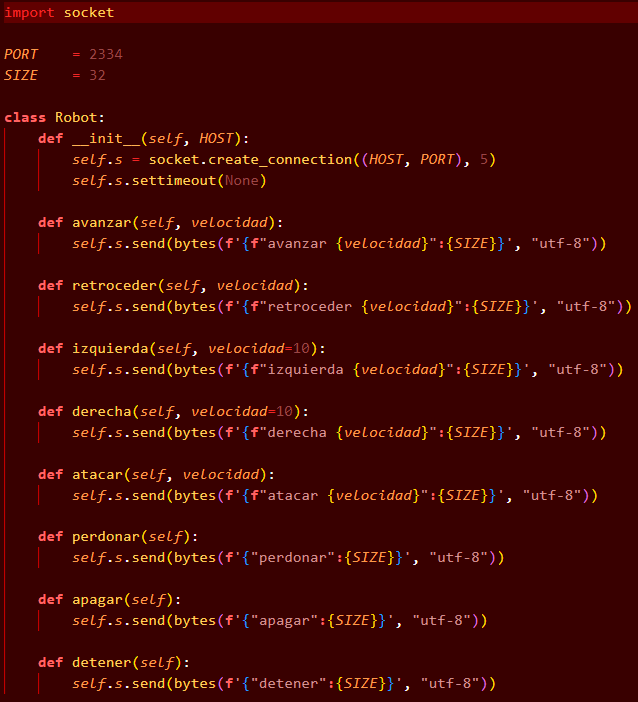 import socket

PORT    = 2334
SIZE    = 32

class Robot:
    def __init__(self, HOST):
        self.s = socket.create_connection((HOST, PORT), 5)
        self.s.settimeout(None)

    def avanzar(self, velocidad):
        self.s.send(bytes(f'{f"avanzar {velocidad}":{SIZE}}', "utf-8"))

    def retroceder(self, velocidad):
        self.s.send(bytes(f'{f"retroceder {velocidad}":{SIZE}}', "utf-8"))

    def izquierda(self, velocidad=10):
        self.s.send(bytes(f'{f"izquierda {velocidad}":{SIZE}}', "utf-8"))

    def derecha(self, velocidad=10):
        self.s.send(bytes(f'{f"derecha {velocidad}":{SIZE}}', "utf-8"))

    def atacar(self, velocidad):
        self.s.send(bytes(f'{f"atacar {velocidad}":{SIZE}}', "utf-8"))

    def perdonar(self):
        self.s.send(bytes(f'{"perdonar":{SIZE}}', "utf-8"))

    def apagar(self):
        self.s.send(bytes(f'{"apagar":{SIZE}}', "utf-8"))

    def detener(self):
        self.s.send(bytes(f'{"detener":{SIZE}}', "utf-8"))